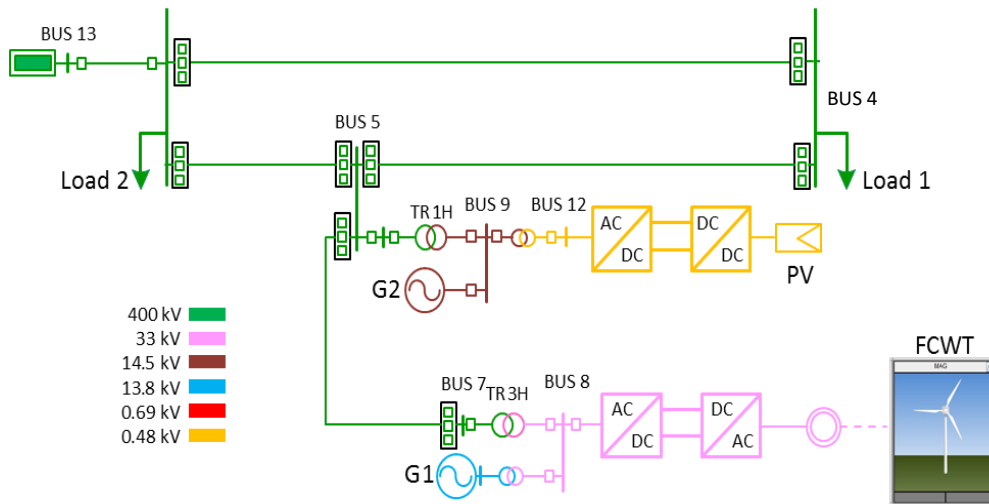 BUS 13
BUS 4
BUS 5
Load 2
Load 1
TR 1H
BUS 9
BUS 12
AC
DC
DC
DC
PV
G2
400 kV
33 kV
14.5 kV
13.8 kV
0.69 kV
0.48 kV
FCWT
MAG
BUS 7
TR 3H
BUS 8
AC
DC
DC
AC
G1